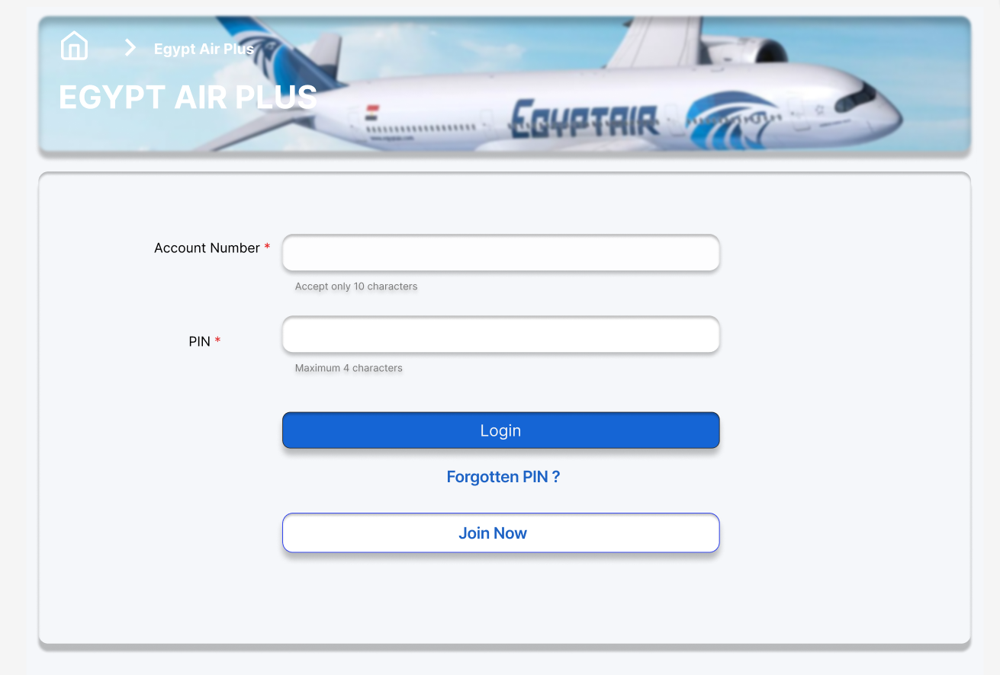 Egypt Air Plus
EGYPT AIR PLUS
EGYPTAIR
Account Number *
Accept only 10 characters
PIN *
Maximum 4 characters
Login
Forgotten PIN ?
Join Now